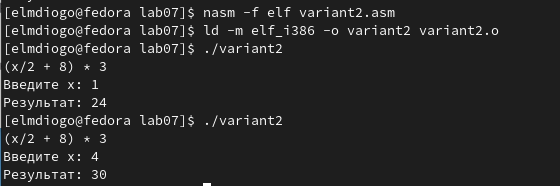 [elmdiogo@fedora lab07]$ nasm -f elf variant2.asm
[elmdiogo@fedora lab07]$ ld -m elf_i386 -o variant2 variant2.o
[elmdiogo@fedora lab07]$ ./variant2
(x/2 + 8) * 3
Введите x: 1
Результат: 24
[elmdiogo@fedora lab07]$ ./variant2
(x/2 + 8) * 3
Введите x: 4
Результат: 30